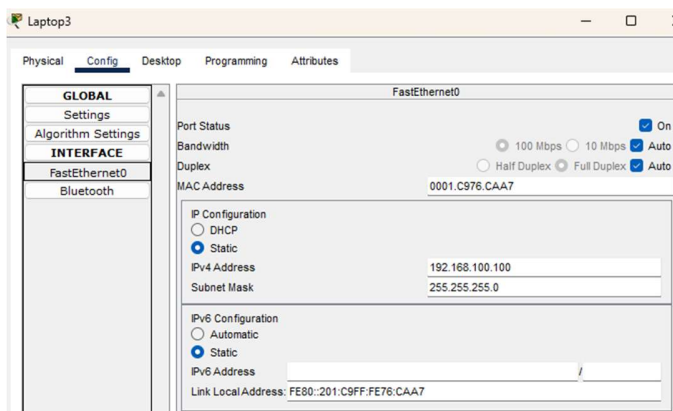 Laptop3
Physical Config Desktop Programming Attributes
GLOBAL
Settings
Algorithm Settings
INTERFACE
FastEthernet0
Bluetooth
FastEthernet0
Port Status On
Bandwidth 100 Mbps 10 Mbps Auto
Duplex Half Duplex Full Duplex Auto
MAC Address 0001.C976.CAA7
IP Configuration
DHCP
Static
IPv4 Address 192.168.100.100
Subnet Mask 255.255.255.0
IPv6 Configuration
Automatic
Static
IPv6 Address /
Link Local Address: FE80::201:C9FF:FE76:CAA7